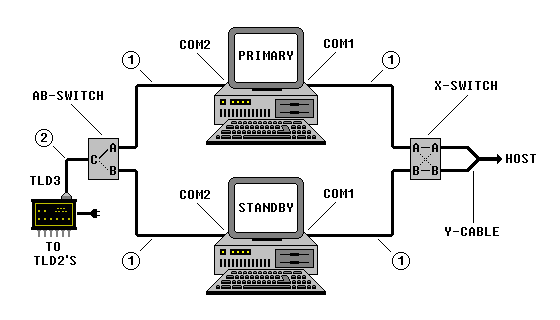 COM2
COM1
PRIMARY
1
1
AB-SWITCH
X-SWITCH
2
C
A
B
A A
B B
HOST
TLD3
COM2
COM1
STANDBY
Y-CABLE
TO
TLD2'S
1
1